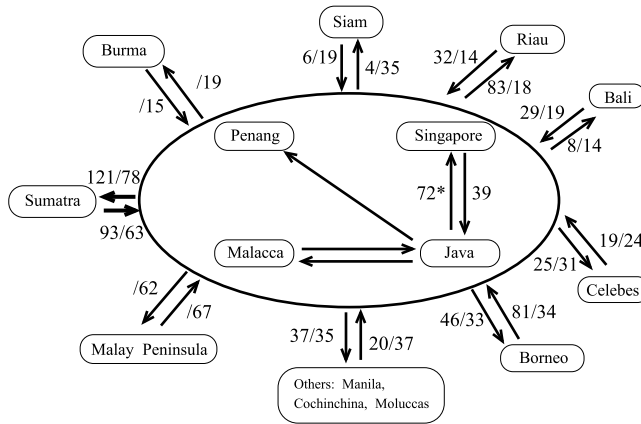 Siam
Burma
Riau
6/19
4/35
32/14
/19
83/18
/15
29/19
Bali
Penang
Singapore
8/14
121/78
Sumatra
72*
39
93/63
19/24
Malacca
Java
25/31
/62
Celebes
/67
81/34
46/33
37/35
20/37
Malay Peninsula
Borneo
Others: Manila,
Cochinchina, Moluccas